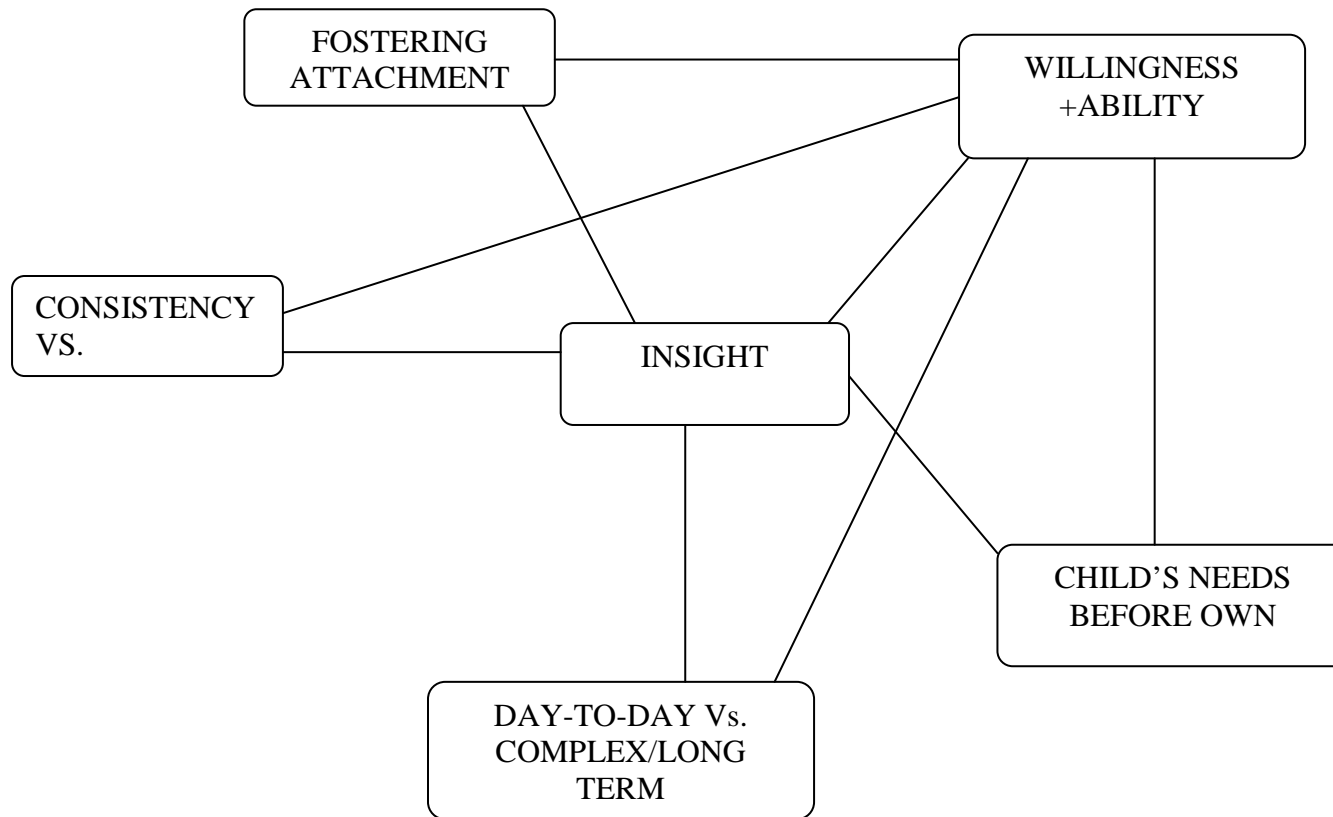 FOSTERING
ATTACHMENT
WILLINGNESS
+ABILITY
CONSISTENCY
VS.
INSIGHT
CHILD’S NEEDS
BEFORE OWN
DAY-TO-DAY Vs.
COMPLEX/LONG
TERM